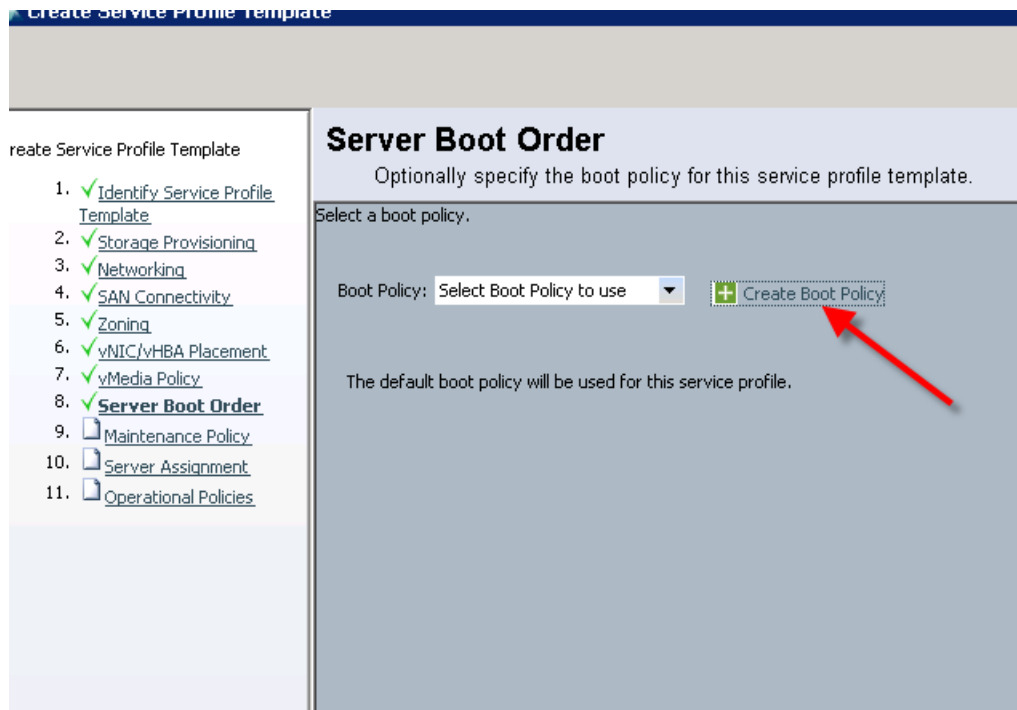 Create Service Profile Template
reate Service Profile Template
Server Boot Order
Optionally specify the boot policy for this service profile template.
1. Identify Service Profile
Template
2. Storage Provisioning
3. Networking
4. SAN Connectivity
5. Zoning
6. vNIC/vHBA Placement
7. vMedia Policy
8. Server Boot Order
9. Maintenance Policy
10. Server Assignment
11. Operational Policies
Select a boot policy.
Boot Policy: Select Boot Policy to use Create Boot Policy
The default boot policy will be used for this service profile.